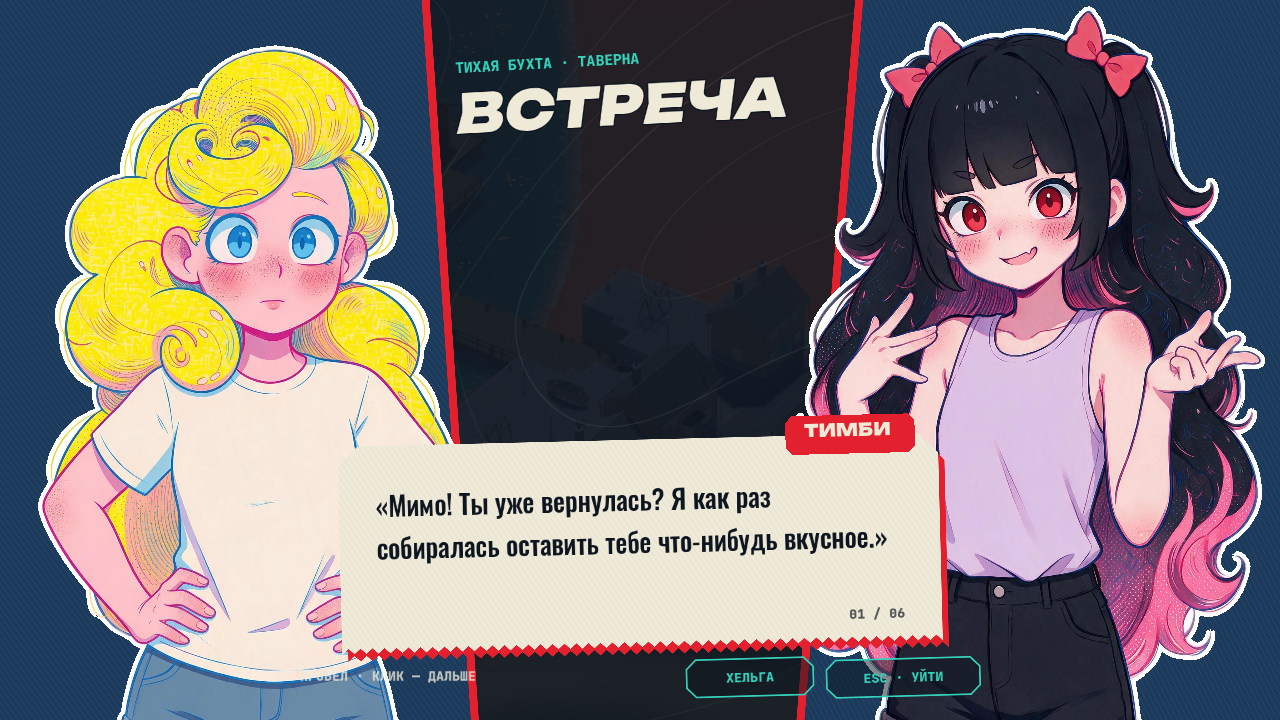 ТИХАЯ БУХТА · ТАВЕРНА
ВСТРЕЧА
ТИМБИ
«Мимо! Ты уже вернулась? Я как раз
собиралась оставить тебе что-нибудь вкусное.»
01 / 06
· КЛИК — ДАЛЬШЕ
ХЕЛЬГА
ESC · УЙТИ